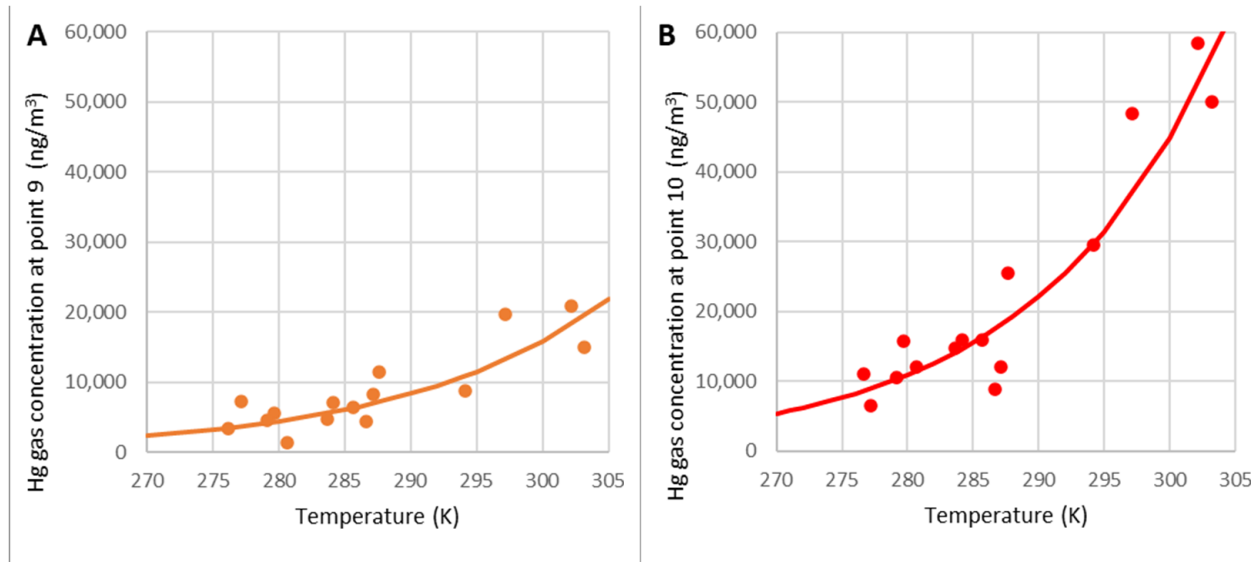 A
Hg gas concentration at point 9 (ng/m³)
60,000
50,000
40,000
30,000
20,000
10,000
0
270 275 280 285 290 295 300 305
Temperature (K)
B
Hg gas concentration at point 10 (ng/m³)
60,000
50,000
40,000
30,000
20,000
10,000
0
270 275 280 285 290 295 300 305
Temperature (K)